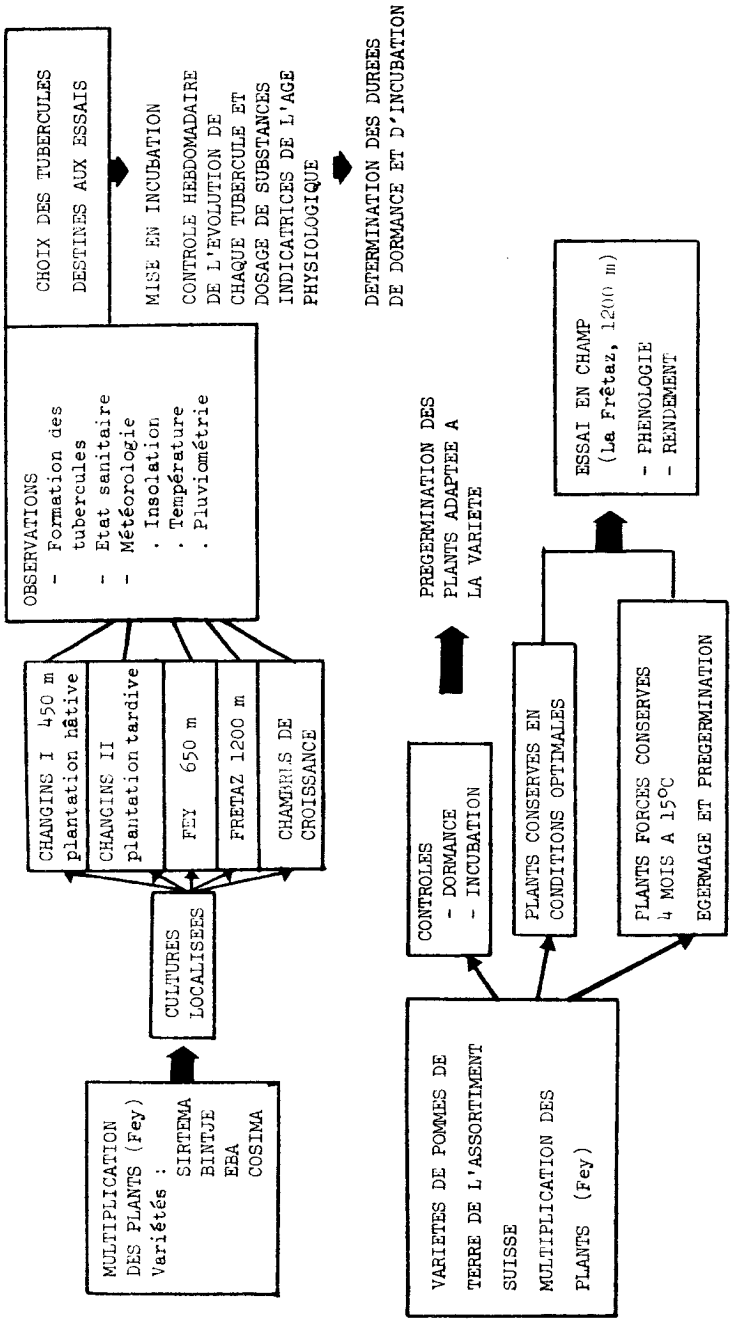 MULTIPLICATION
DES PLANTS (Fey)
Variétés :
SIRTEMA
BINTJE
EBA
COSIMA
CULTURES
LOCALISEES
CHANGINS I 450 m
plantation hâtive
CHANGINS II
plantation tardive
FEY 650 m
FRETAZ 1200 m
CHAMBRES DE
CROISSANCE
OBSERVATIONS
- Formation des
tubercules
- Etat sanitaire
- Météorologie
. Insolation
. Température
. Pluviométrie
CHOIX DES TUBERCULES
DESTINES AUX ESSAIS
MISE EN INCUBATION
CONTROLE HEBDOMADAIRE
DE L'EVOLUTION DE
CHAQUE TUBERCULE ET
DOSAGE DE SUBSTANCES
INDICATRICES DE L'AGE
PHYSIOLOGIQUE
DETERMINATION DES DUREES
DE DORMANCE ET D'INCUBATION
VARIETES DE POMMES DE
TERRE DE L'ASSORTIMENT
SUISSE
MULTIPLICATION DES
PLANTS (Fey)
CONTROLES
- DORMANCE
- INCUBATION
PREGERMINATION DES
PLANTS ADAPTEE A
LA VARIETE
PLANTS CONSERVES EN
CONDITIONS OPTIMALES
PLANTS FORCES CONSERVES
4 MOIS A 15°C
EGERMAGE ET PREGERMINATION
ESSAI EN CHAMP
(La Frêtaz, 1200 m)
- PHENOLOGIE
- RENDEMENT